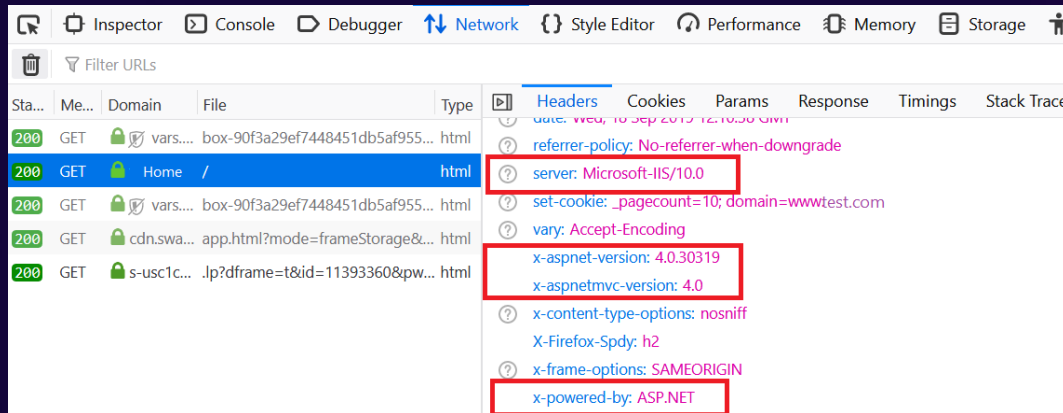 Inspector Console Debugger Network {} Style Editor Performance Memory Storage
Filter URLs
Sta... Me... Domain File Type
200 GET vars.... box-90f3a29ef7448451db5af955... html
200 GET Home / html
200 GET vars.... box-90f3a29ef7448451db5af955... html
200 GET cdn.swa... app.html?mode=frameStorage&... html
200 GET s-usc1c... .lp?dframe=t&id=11393360&pw... html
Headers Cookies Params Response Timings Stack Trace
date: Wed, Sep 2019 GMT
referrer-policy: No-referrer-when-downgrade
server: Microsoft-IIS/10.0
set-cookie: _pagecount=10; domain=wwwtest.com
vary: Accept-Encoding
x-aspnet-version: 4.0.30319
x-aspnetmvc-version: 4.0
x-content-type-options: nosniff
X-Firefox-Spdy: h2
x-frame-options: SAMEORIGIN
x-powered-by: ASP.NET